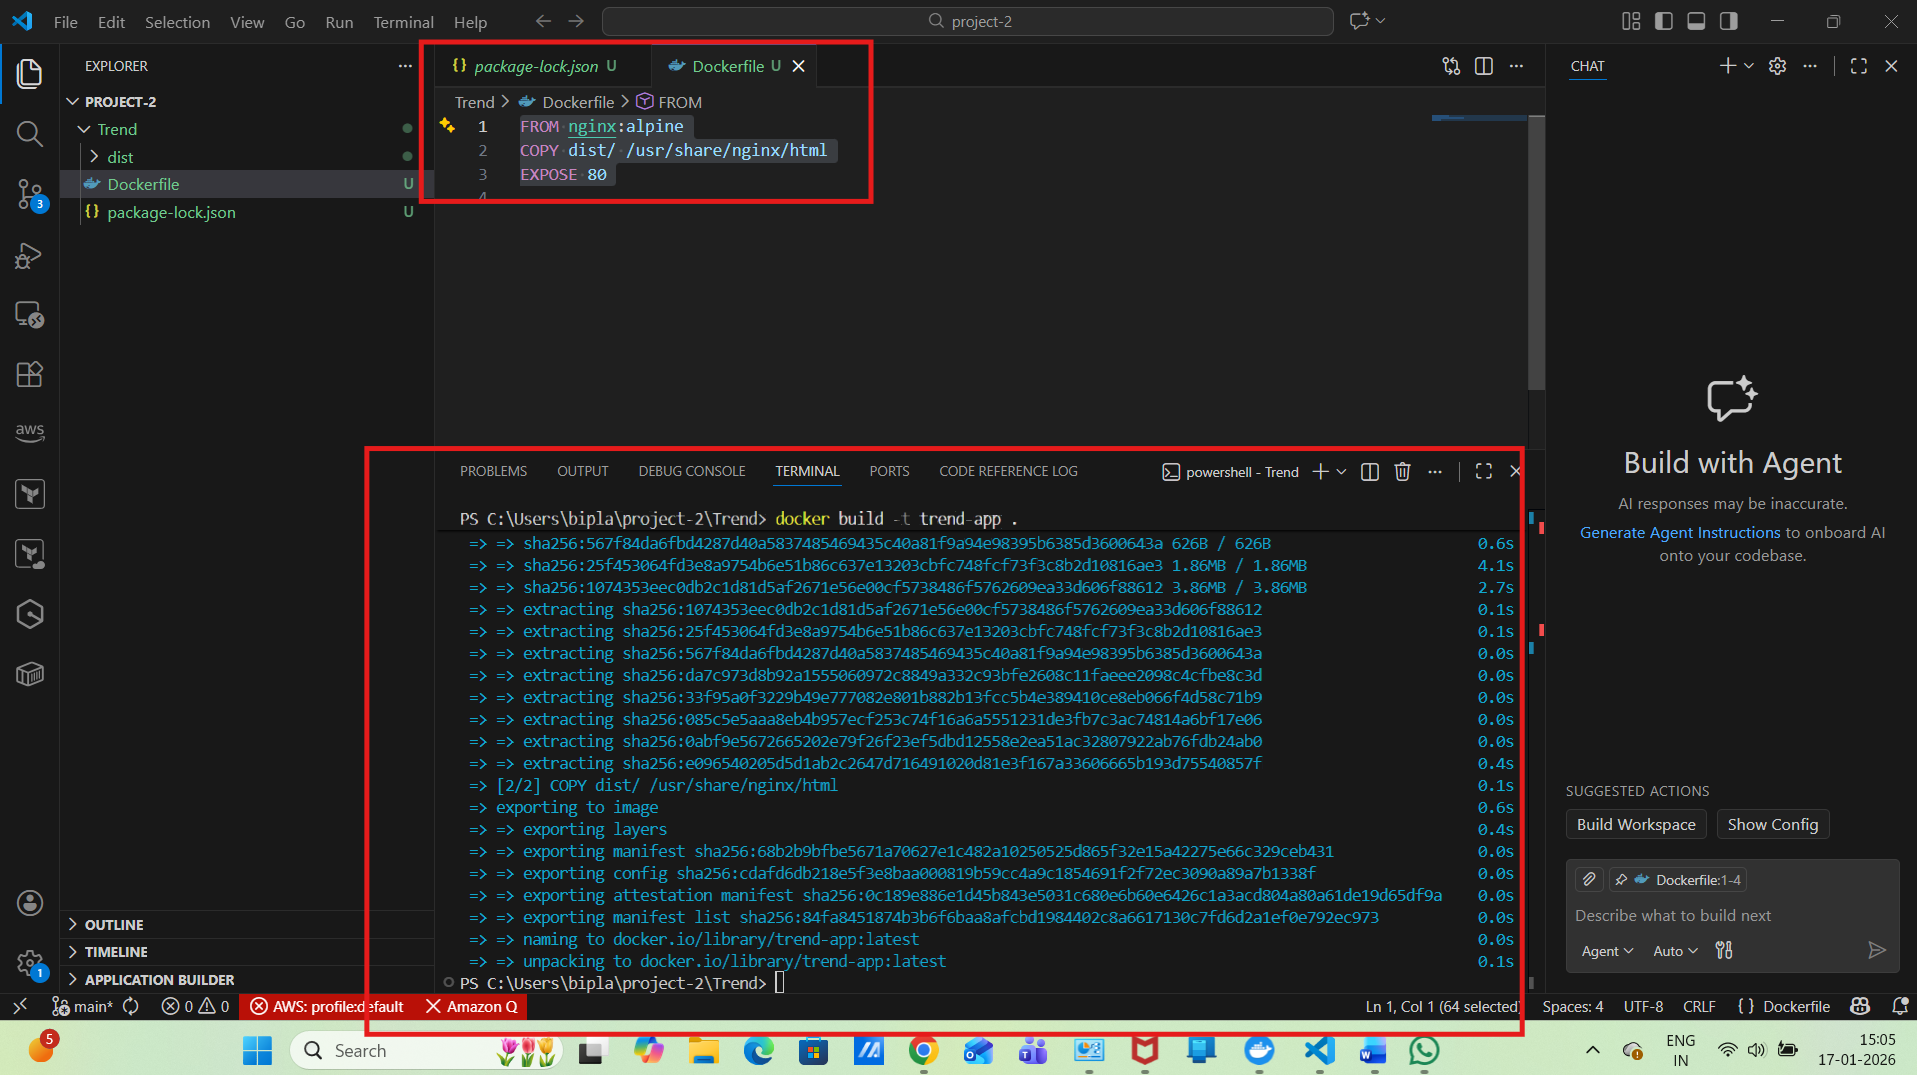 File Edit Selection View Go Run Terminal Help
project-2
EXPLORER
PROJECT-2
Trend
dist
Dockerfile U
package-lock.json U
package-lock.json U
Dockerfile U
Trend > Dockerfile > FROM
1 FROM nginx:alpine
2 COPY dist/ /usr/share/nginx/html
3 EXPOSE 80
4
PROBLEMS OUTPUT DEBUG CONSOLE TERMINAL PORTS CODE REFERENCE LOG
powershell - Trend
PS C:\Users\bipla\project-2\Trend> docker build -t trend-app .
=> => sha256:567f84da6fbd4287d40a5837485469435c40a81f9a94e98395b6385d3600643a 626B / 626B 0.6s
=> => sha256:25f453064fd3e8a9754b6e51b86c637e13203cbfc748fcf73f3c8b2d10816ae3 1.86MB / 1.86MB 4.1s
=> => sha256:1074353eec0db2c1d81d5af2671e56e00cf5738486f5762609ea33d606f88612 3.86MB / 3.86MB 2.7s
=> => extracting sha256:1074353eec0db2c1d81d5af2671e56e00cf5738486f5762609ea33d606f88612 0.1s
=> => extracting sha256:25f453064fd3e8a9754b6e51b86c637e13203cbfc748fcf73f3c8b2d10816ae3 0.1s
=> => extracting sha256:567f84da6fbd4287d40a5837485469435c40a81f9a94e98395b6385d3600643a 0.0s
=> => extracting sha256:da7c973d8b92a1555060972c8849a332c93bfe2608c11faeee2098c4cfbe8c3d 0.0s
=> => extracting sha256:33f95a0f3229b49e777082e801b882b13fcc5b4e389410ce8eb066f4d58c71b9 0.0s
=> => extracting sha256:085c5e5aaa8eb4b957ecf253c74f16a6a5551231de3fb7c3ac74814a6bf17e06 0.0s
=> => extracting sha256:0abf9e5672665202e79f26f23ef5dbd12558e2ea51ac32807922ab76fdb24ab0 0.0s
=> => extracting sha256:e096540205d5d1ab2c2647d716491020d81e3f167a33606665b193d75540857f 0.4s
=> [2/2] COPY dist/ /usr/share/nginx/html 0.1s
=> exporting to image 0.6s
=> => exporting layers 0.4s
=> => exporting manifest sha256:68b2b9bfbe5671a70627e1c482a10250525d865f32e15a42275e66c329ceb431 0.0s
=> => exporting config sha256:cdafd6db218e5f3e8baa000819b59cc4a9c1854691f2f72ec3090a89a7b1338f 0.0s
=> => exporting attestation manifest sha256:0c189e886e1d45b843e5031c680e6b60e6426c1a3acd804a80a61de19d65df9a 0.0s
=> => exporting manifest list sha256:84fa8451874b3b6f6baa8afcbd1984402c8a6617130c7fd6d2a1ef0e792ec973 0.0s
=> => naming to docker.io/library/trend-app:latest 0.0s
=> => unpacking to docker.io/library/trend-app:latest 0.1s
PS C:\Users\bipla\project-2\Trend>
CHAT
Build with Agent
AI responses may be inaccurate.
Generate Agent Instructions to onboard AI
onto your codebase.
SUGGESTED ACTIONS
Build Workspace Show Config
Dockerfile:1-4
Describe what to build next
Agent Auto
aws
3
1
OUTLINE
TIMELINE
APPLICATION BUILDER
main* 0 0 AWS: profile:default Amazon Q
Ln 1, Col 1 (64 selected) Spaces: 4 UTF-8 CRLF { } Dockerfile
5
Search
ENG
IN
15:05
17-01-2026